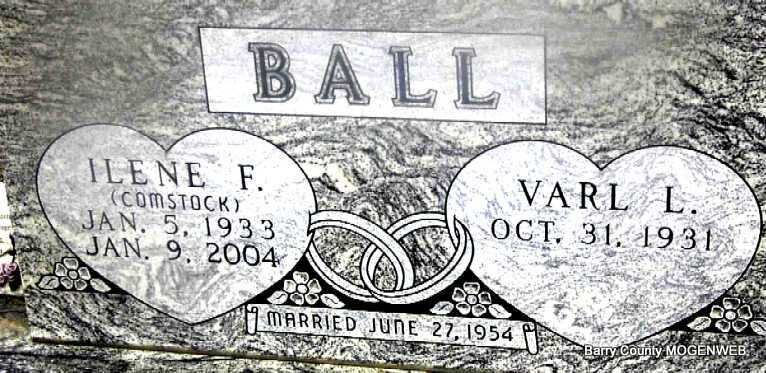 BALL
ILENE F.
(COMSTOCK)
JAN. 5, 1933
JAN. 9, 2004
VARL L.
OCT. 31, 1931
MARRIED JUNE 27, 1954
Barry County MOGENWEB